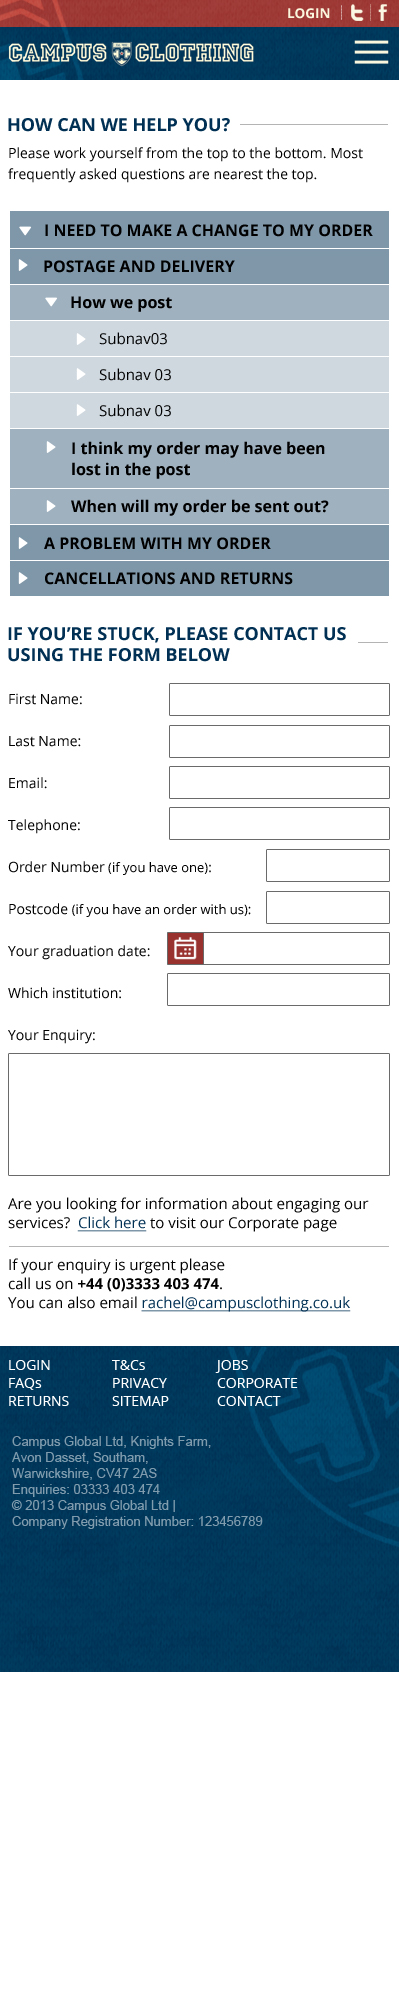 LOGIN
CAMPUS CLOTHING
HOW CAN WE HELP YOU?
Please work yourself from the top to the bottom. Most
frequently asked questions are nearest the top.
I NEED TO MAKE A CHANGE TO MY ORDER
POSTAGE AND DELIVERY
How we post
Subnav03
Subnav 03
Subnav 03
I think my order may have been
lost in the post
When will my order be sent out?
A PROBLEM WITH MY ORDER
CANCELLATIONS AND RETURNS
IF YOU'RE STUCK, PLEASE CONTACT US
USING THE FORM BELOW
First Name:
Last Name:
Email:
Telephone:
Order Number (if you have one):
Postcode (if you have an order with us):
Your graduation date:
Which institution:
Your Enquiry:
Are you looking for information about engaging our
services? Click here to visit our Corporate page
If your enquiry is urgent please
call us on +44 (0)3333 403 474.
You can also email rachel@campusclothing.co.uk
LOGIN T&Cs JOBS
FAQs PRIVACY CORPORATE
RETURNS SITEMAP CONTACT
Campus Global Ltd, Knights Farm,
Avon Dasset, Southam,
Warwickshire, CV47 2AS
Enquiries: 03333 403 474
© 2013 Campus Global Ltd |
Company Registration Number: 123456789